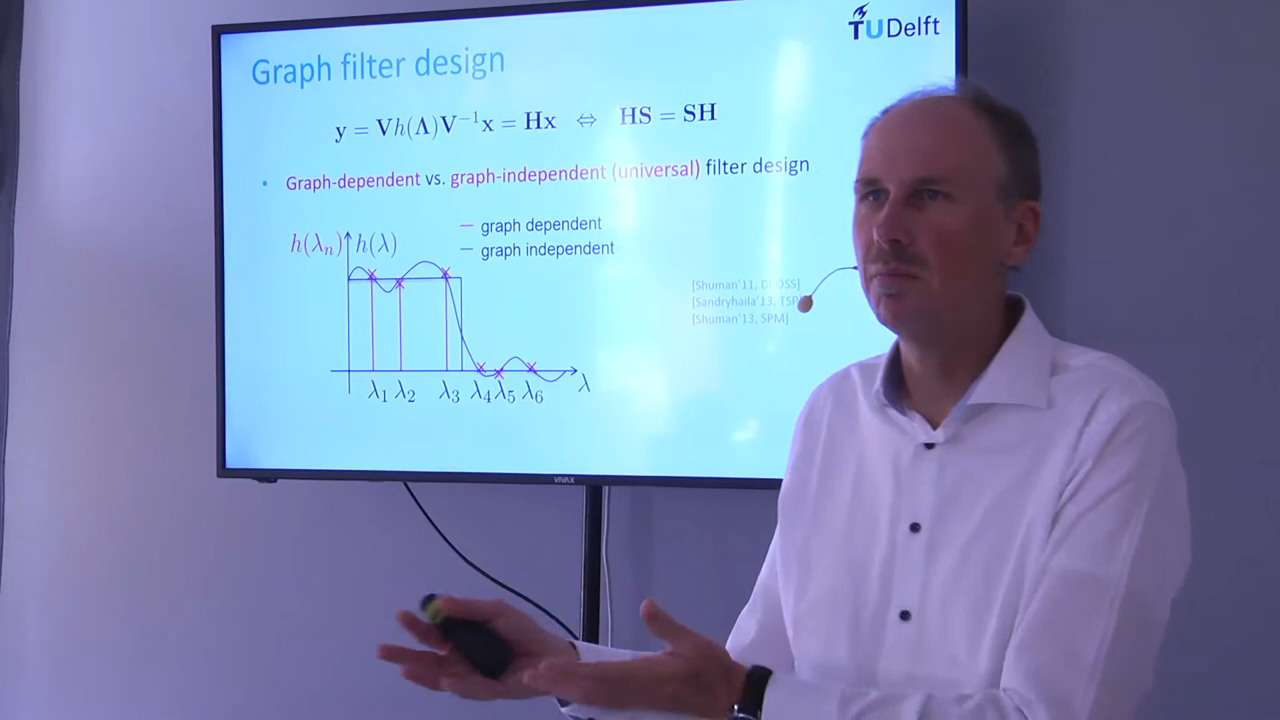 TUDelft
Graph filter design
y = Vh(Λ)V⁻¹x = Hx ⇔ HS = SH
• Graph-dependent vs. graph-independent (universal) filter design
h(λₙ) h(λ)
— graph dependent
— graph independent
[Shuman'11, D OSS]
[Sandryhaila'13, TSP
[Shuman'13, SPM]
λ₁ λ₂ λ₃ λ₄ λ₅ λ₆ λ
VIVAX